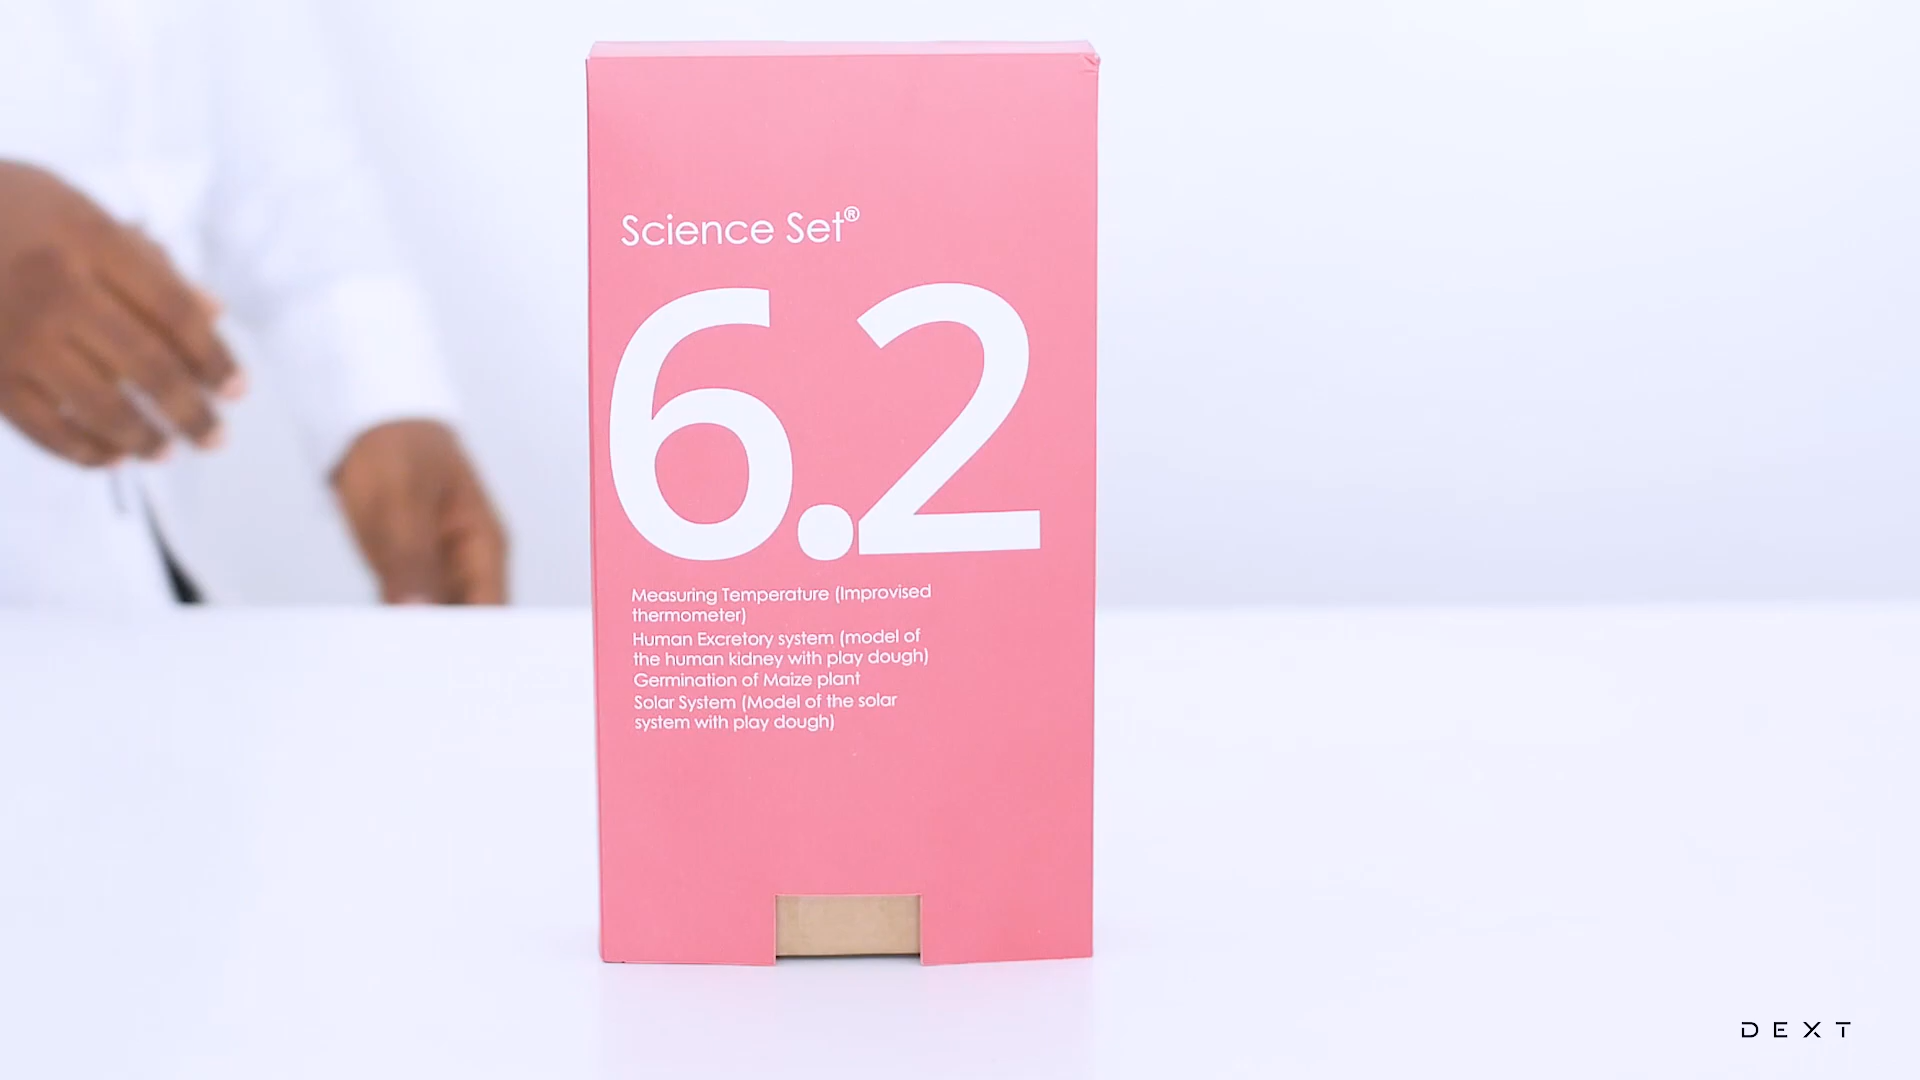 Science Set®
6.2
Measuring Temperature (Improvised
thermometer)
Human Excretory system (model of
the human kidney with play dough)
Germination of Maize plant
Solar System (Model of the solar
system with play dough)
DEXT